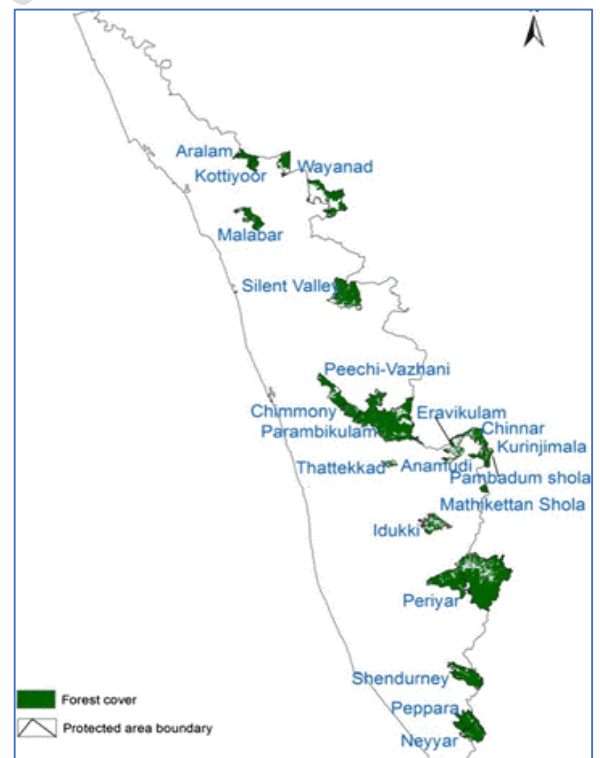 Aralam
Wayanad
Kottiyoor
Malabar
Silent Valley
Peechi-Vazhani
Chimmony
Eravikulam
Parambikulam
Chinnar
Kurinjimala
Thattekkad
Anamudi
Pambadum shola
Mathikettan Shola
Idukki
Periyar
Shendurney
Peppara
Neyyar
Forest cover
Protected area boundary